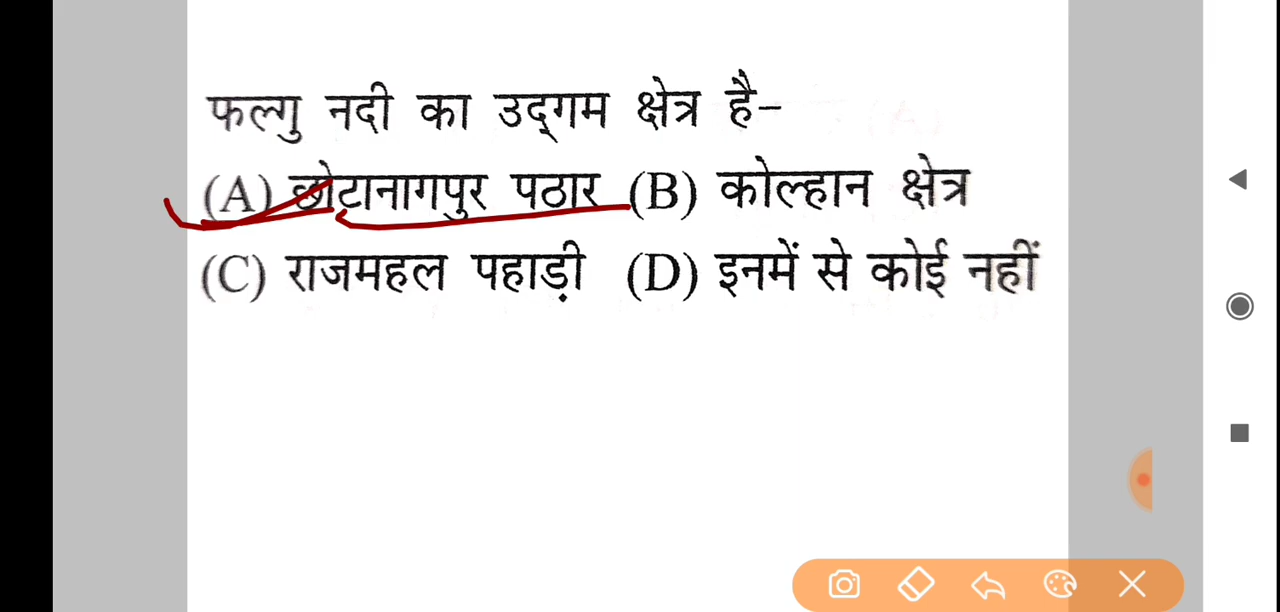 फल्गु नदी का उद्‌गम क्षेत्र है-
(A) छोटानागपुर पठार (B) कोल्हान क्षेत्र
(C) राजमहल पहाड़ी (D) इनमें से कोई नहीं